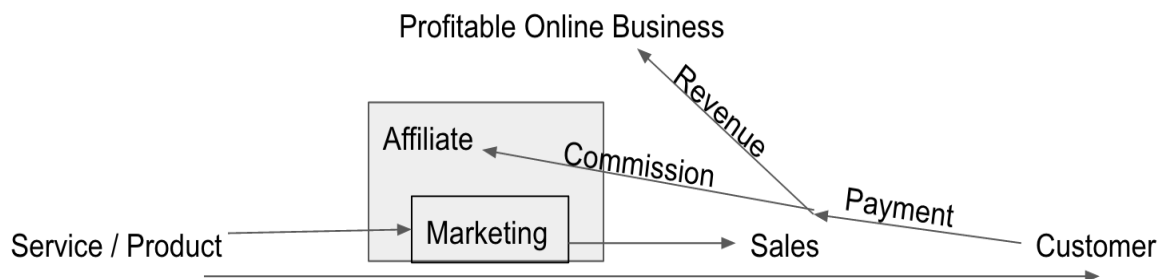 Profitable Online Business
Revenue
Affiliate
Commission
Payment
Service / Product
Marketing
Sales
Customer